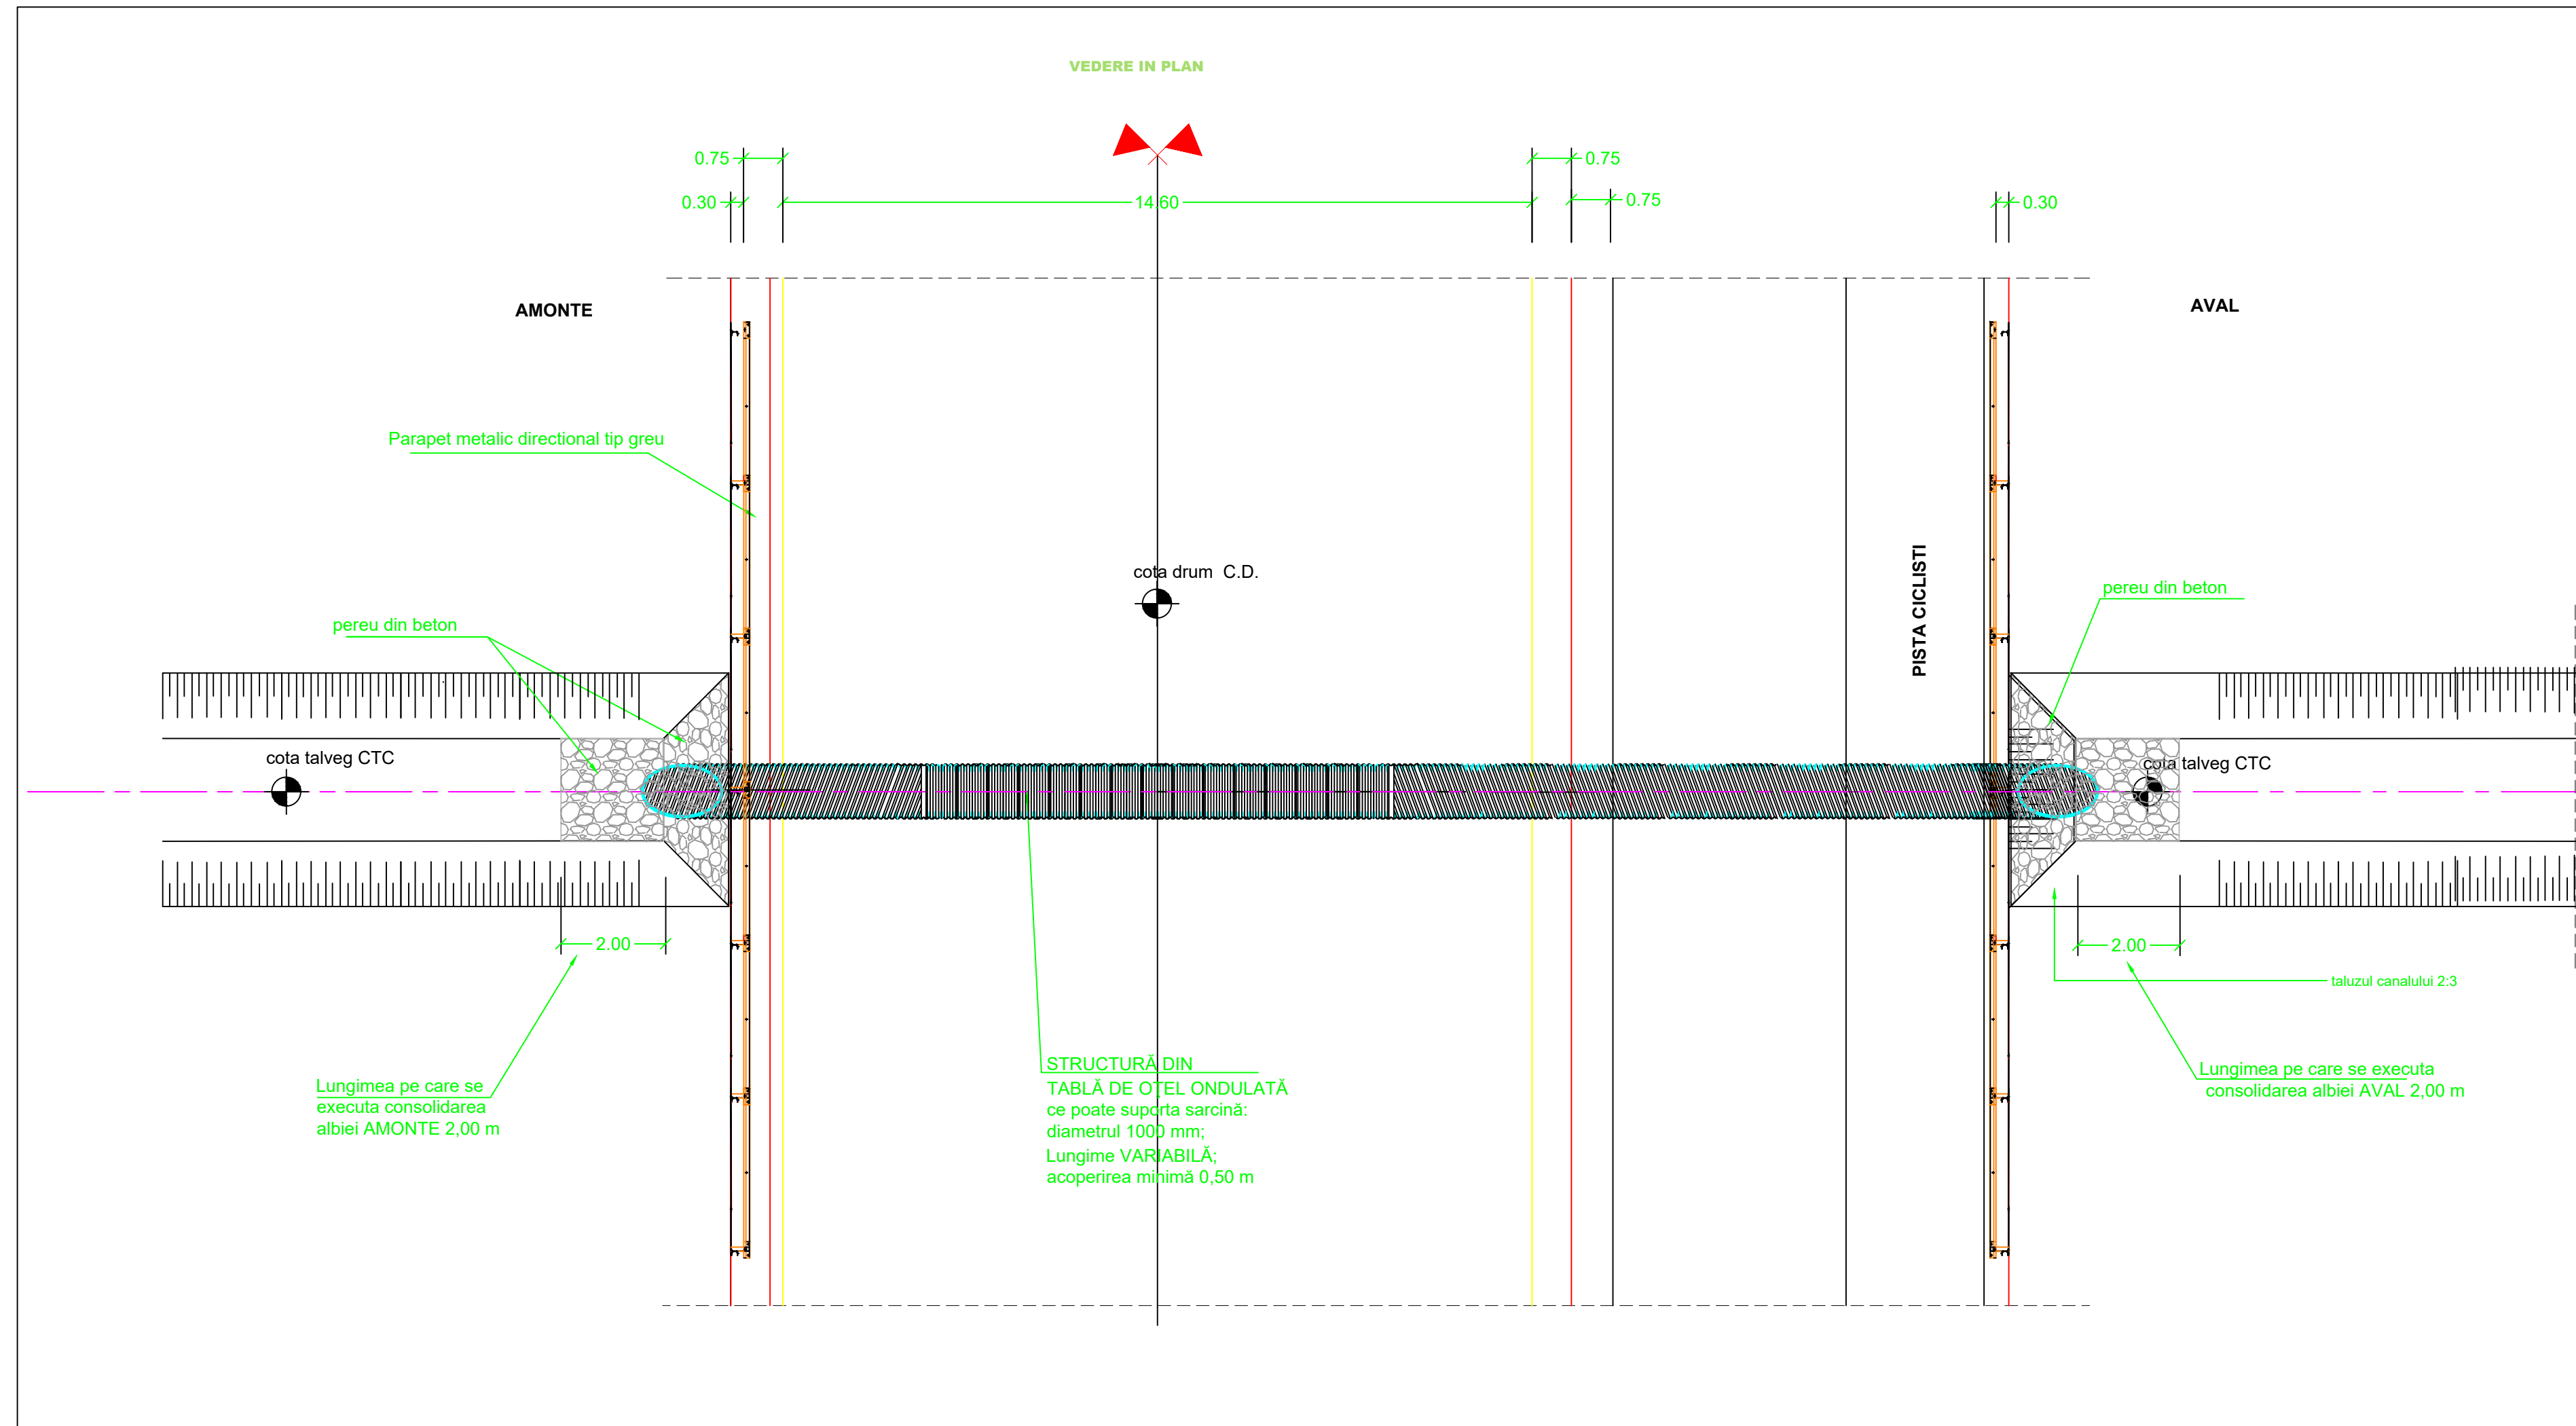 VEDERE IN PLAN
0.75
0.75
0.30
14.60
0.75
0.30
AMONTE
AVAL
Parapet metalic directional tip greu
cota drum C.D.
PISTA CICLISTI
pereu din beton
pereu din beton
cota talveg CTC
cota talveg CTC
2.00
2.00
taluzul canalului 2:3
STRUCTURĂ DIN
TABLĂ DE OȚEL ONDULATĂ
ce poate suporta sarcină:
diametrul 1000 mm;
Lungime VARIABILĂ;
acoperirea minimă 0,50 m
Lungimea pe care se
executa consolidarea
albiei AMONTE 2,00 m
Lungimea pe care se executa
consolidarea albiei AVAL 2,00 m